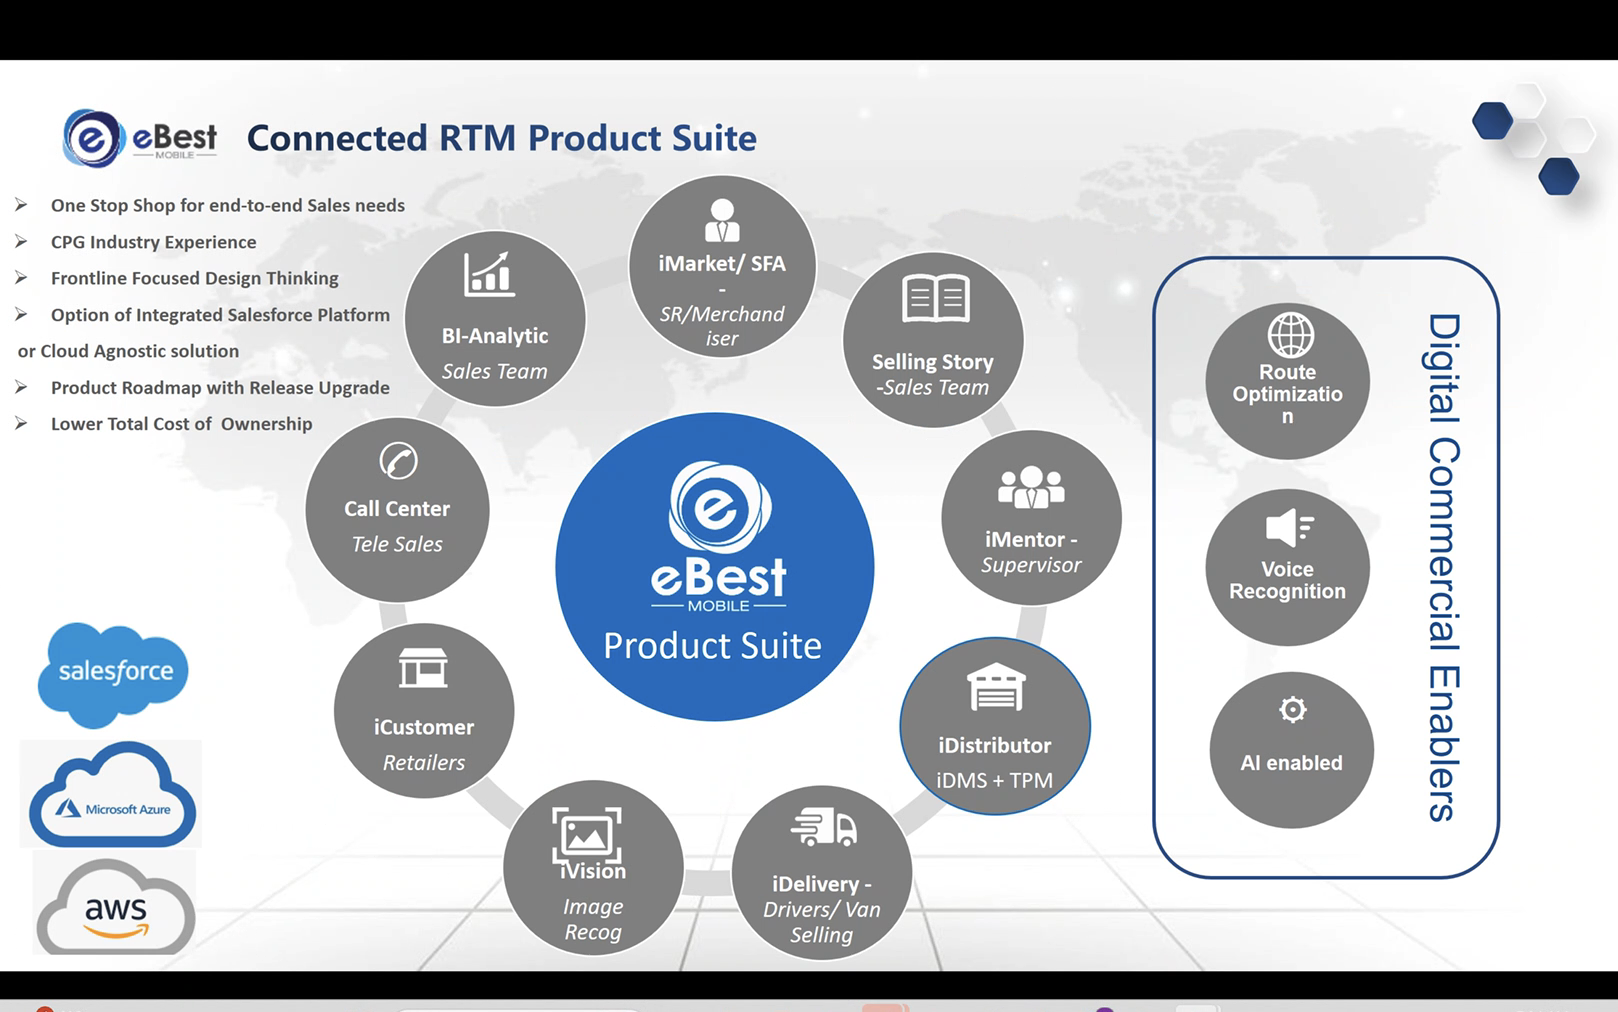 eBest
MOBILE
Connected RTM Product Suite
One Stop Shop for end-to-end Sales needs
CPG Industry Experience
Frontline Focused Design Thinking
Option of Integrated Salesforce Platform
or Cloud Agnostic solution
Product Roadmap with Release Upgrade
Lower Total Cost of Ownership
iMarket/ SFA
-
SR/Merchand
iser
Selling Story
-Sales Team
iMentor -
Supervisor
iDistributor
iDMS + TPM
iDelivery -
Drivers/ Van
Selling
iVision
Image
Recog
iCustomer
Retailers
Call Center
Tele Sales
BI-Analytic
Sales Team
eBest
MOBILE
Product Suite
salesforce
Microsoft Azure
aws
Route
Optimizatio
n
Voice
Recognition
AI enabled
Digital Commercial Enablers